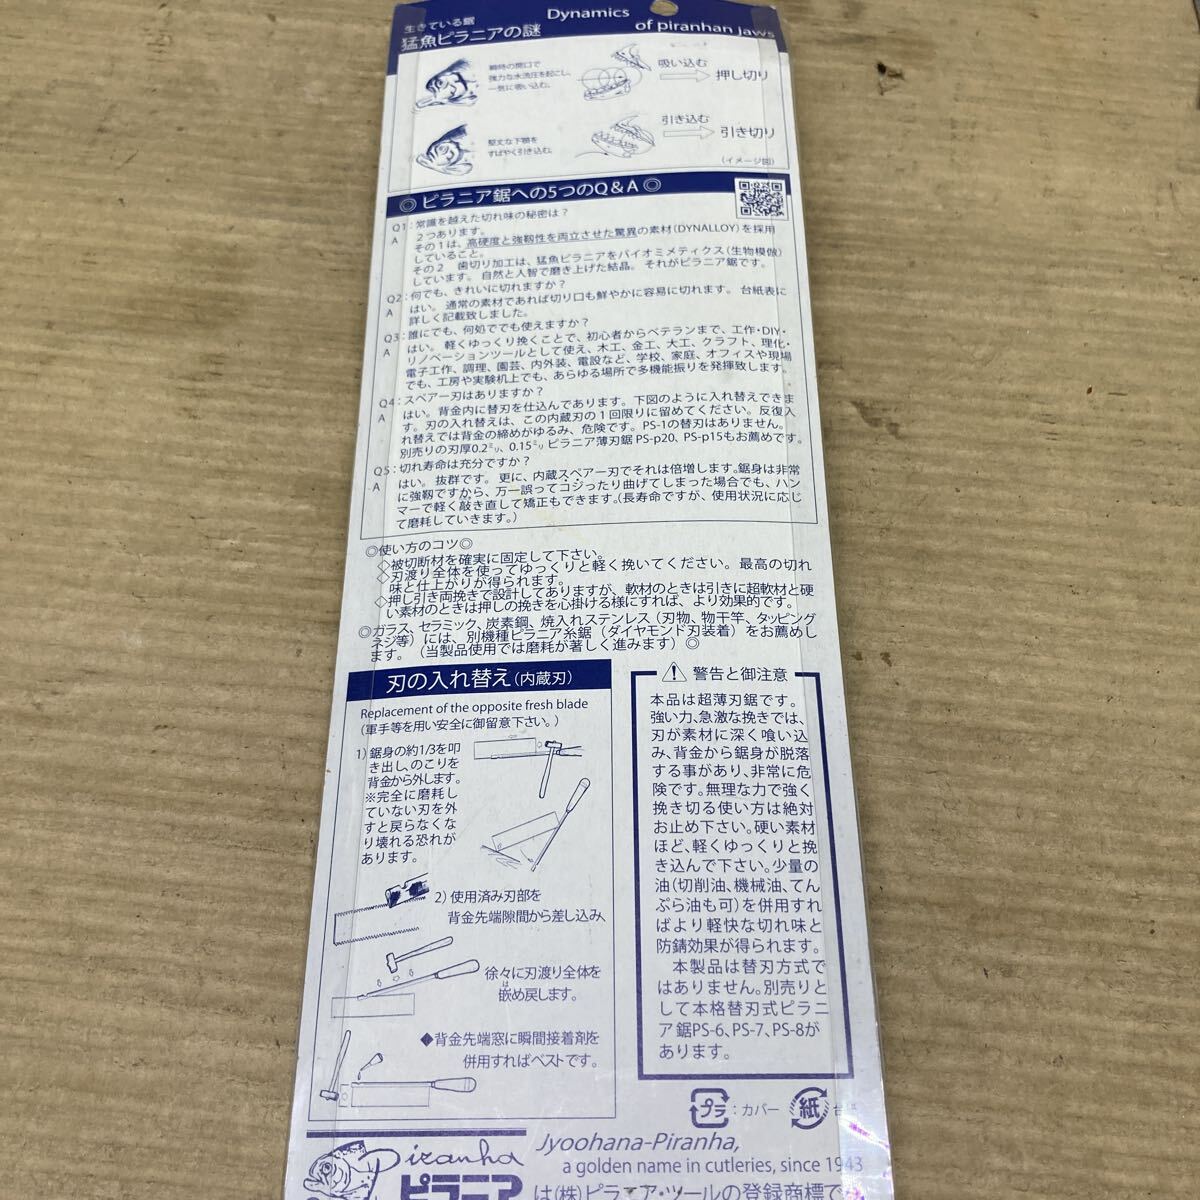 生きている鋸
猛魚ピラニアの謎
Dynamics
of piranhan jaws
瞬時の開口で
強力な水流圧を起こし、
一気に吸い込む。
吸い込む
押し切り
堅丈な下顎を
すばやく引き込む。
引き込む
引き切り
(イメージ図)
◎ ピラニア鋸への5つのQ&A ◎
Q1:常識を越えた切れ味の秘密は?
A 2つあります。
その1は、高硬度と強靱性を両立させた驚異の素材(DYNALLOY)を採用
していること。
その2 歯切り加工は、猛魚ピラニアをバイオミメティクス(生物模倣)
しています。 自然と人智で磨き上げた結晶。 それがピラニア鋸です。
Q2:何でも、きれいに切れますか?
A はい。 通常の素材であれば切り口も鮮やかに容易に切れます。 台紙表に
詳しく記載致しました。
Q3:誰にでも、何処ででも使えますか?
A はい。 軽くゆっくり挽くことで、初心者からベテランまで、工作・DIY・
リノベーションツールとして使え、木工、金工、大工、クラフト、理化・
電子工作、調理、園芸、内外装、電設など、学校、家庭、オフィスや現場
でも、工房や実験机上でも、あらゆる場所で多機能振りを発揮致します。
Q4:スペアー刃はありますか?
A はい。背金内に替刃を仕込んであります。下図のように入れ替えできま
す。刃の入れ替えは、この内蔵刃の1回限りに留めてください。反復入
れ替えでは背金の締めがゆるみ、危険です。PS-1の替刃はありません。
別売りの刃厚0.2㍉、0.15㍉ピラニア薄刃鋸 PS-p20、PS-p15もお薦めです。
Q5:切れ寿命は充分ですか?
A はい。 抜群です。 更に、内蔵スペアー刃でそれは倍増します。鋸身は非常
に強靱ですから、万一誤ってコジったり曲げてしまった場合でも、ハン
マーで軽く敲き直して矯正もできます。(長寿命ですが、使用状況に応じ
て磨耗していきます。)
◎使い方のコツ◎
◇被切断材を確実に固定して下さい。
◇刃渡り全体を使ってゆっくりと軽く挽いてください。最高の切れ
味と仕上がりが得られます。
◇押し引き両挽きで設計してありますが、軟材のときは引きに超軟材と硬
い素材のときは押しの挽きを心掛ける様にすれば、より効果的です。
◎ガラス、セラミック、炭素鋼、焼入れステンレス(刃物、物干竿、タッピング
ネジ等)には、別機種ピラニア糸鋸(ダイヤモンド刃装着)をお薦めし
ます。(当製品使用では磨耗が著しく進みます)◎
刃の入れ替え(内蔵刃)
Replacement of the opposite fresh blade
(軍手等を用い安全に御留意下さい。)
1)鋸身の約1/3を叩
き出し、のこりを
背金から外します。
※完全に磨耗し
ていない刃を外
すと戻らなくな
り壊れる恐れが
あります。
2)使用済み刃部を
背金先端隙間から差し込み、
徐々に刃渡り全体を
は
嵌め戻します。
◆背金先端窓に瞬間接着剤を
併用すればベストです。
警告と御注意
本品は超薄刃鋸です。
強い力、急激な挽きでは、
刃が素材に深く喰い込
み、背金から鋸身が脱落
する事があり、非常に危
険です。無理な力で強く
挽き切る使い方は絶対
お止め下さい。硬い素材
ほど、軽くゆっくりと挽
き込んで下さい。少量の
油(切削油、機械油、てん
ぷら油も可)を併用すれ
ばより軽快な切れ味と
防錆効果が得られます。
本製品は替刃方式で
はありません。別売りと
して本格替刃式ピラニ
ア鋸PS-6、PS-7、PS-8が
あります。
プラ:カバー 紙
Piranha
ピラニア
Jyoohana-Piranha,
a golden name in cutleries, since 1943
は(株)ピラニア・ツールの登録商標で